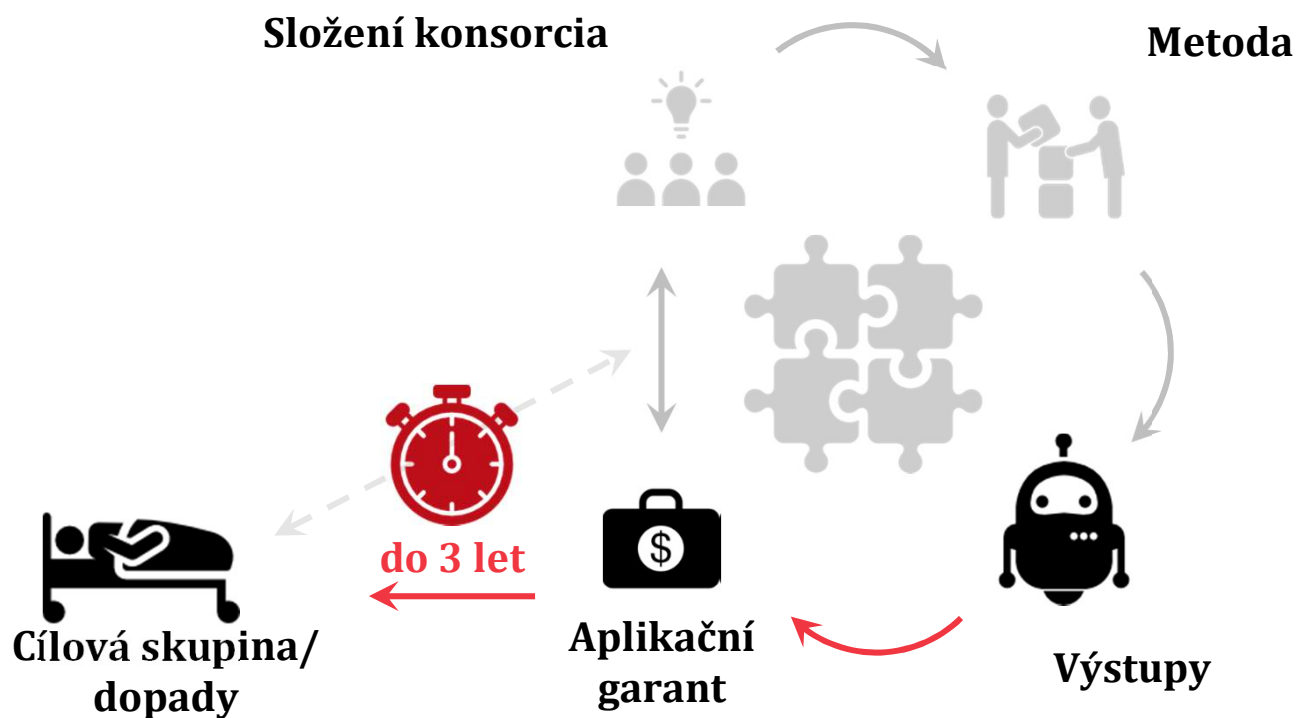 Složení konsorcia
Metoda
do 3 let
$
Cílová skupina/
dopady
Aplikační
garant
Výstupy